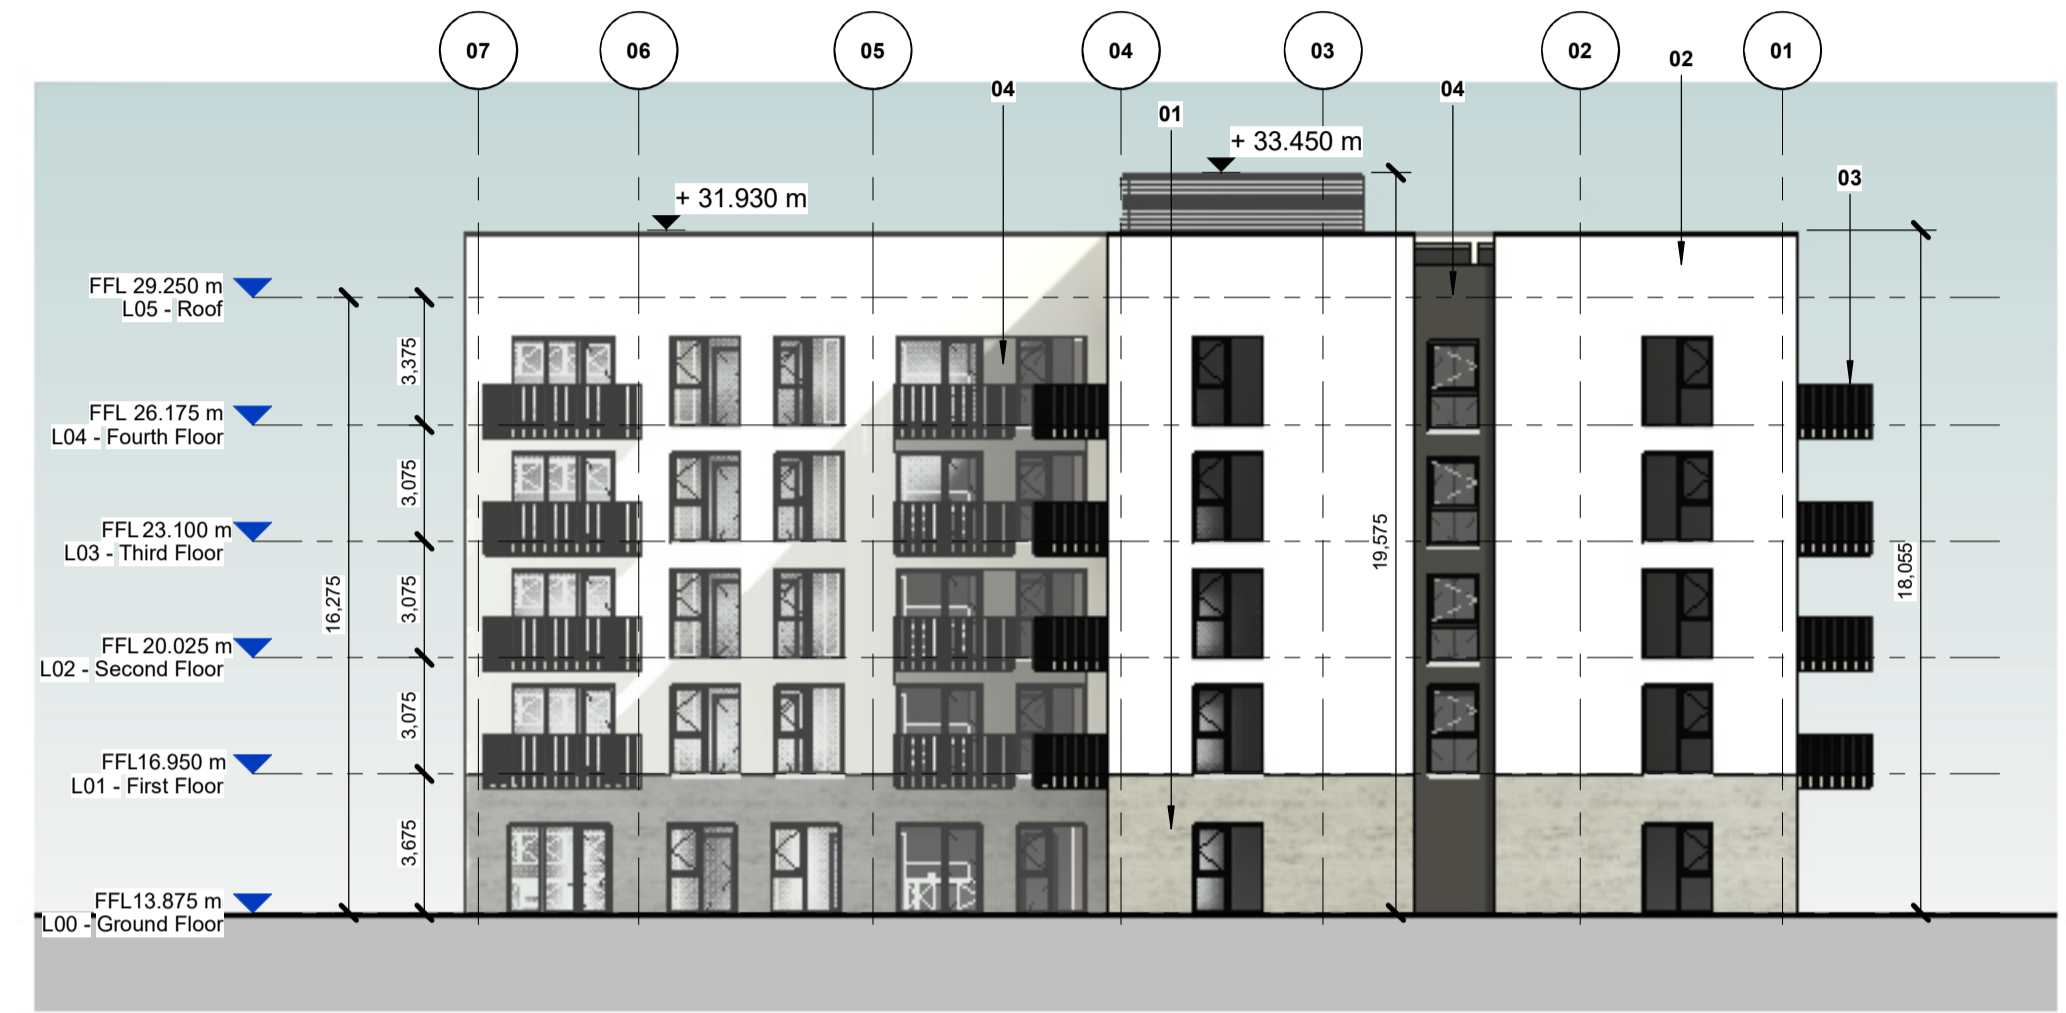 07
06
05
04
03
02
01
04
01
04
02
03
+ 33.450 m
+ 31.930 m
FFL 29.250 m
L05 - Roof
3,375
FFL 26.175 m
L04 - Fourth Floor
3,075
FFL 23.100 m
L03 - Third Floor
16,275
3,075
19,575
18,055
FFL 20.025 m
L02 - Second Floor
3,075
FFL16.950 m
L01 - First Floor
3,675
FFL13.875 m
L00 - Ground Floor